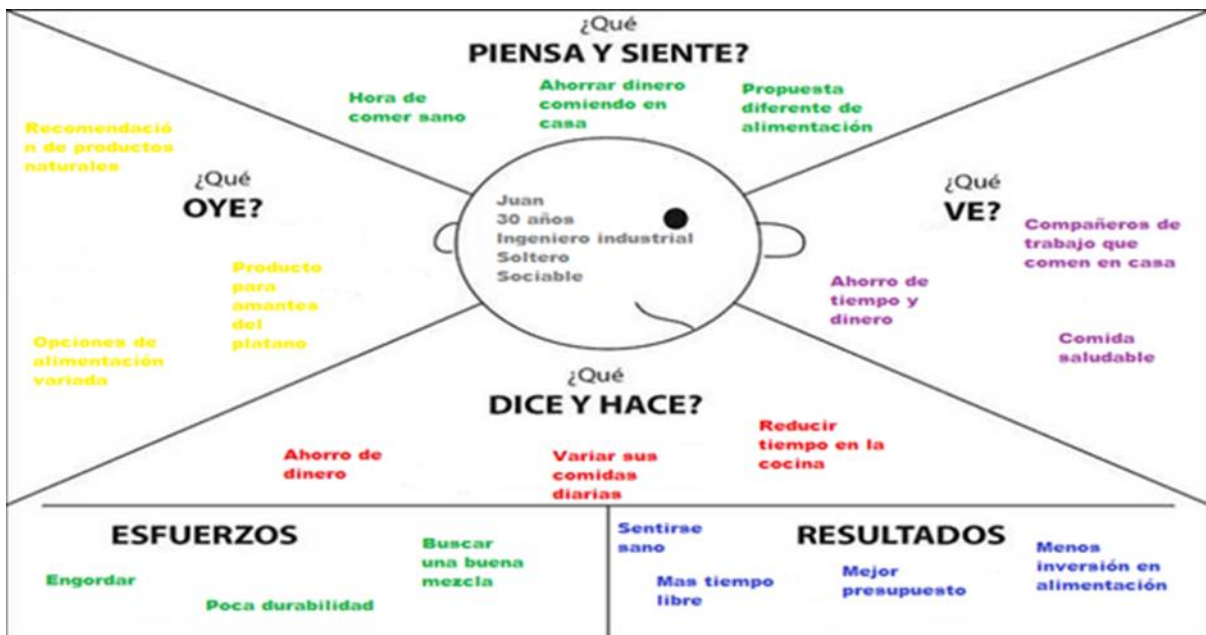 ¿Qué
PIENSA Y SIENTE?
Hora de
comer sano
Ahorrar dinero
comiendo en
casa
Propuesta
diferente de
alimentación
Recomendació
n de productos
naturales
¿Qué
OYE?
Producto
para
amantes
del
platano
Opciones de
alimentación
variada
Juan
30 años
Ingeniero industrial
Soltero
Sociable
¿Qué
VE?
Compañeros de
trabajo que
comen en casa
Ahorro de
tiempo y
dinero
Comida
saludable
¿Qué
DICE Y HACE?
Ahorro de
dinero
Variar sus
comidas
diarias
Reducir
tiempo en la
cocina
ESFUERZOS
Engordar
Poca durabilidad
Buscar
una buena
mezcla
RESULTADOS
Sentirse
sano
Mas tiempo
libre
Mejor
presupuesto
Menos
inversión en
alimentación